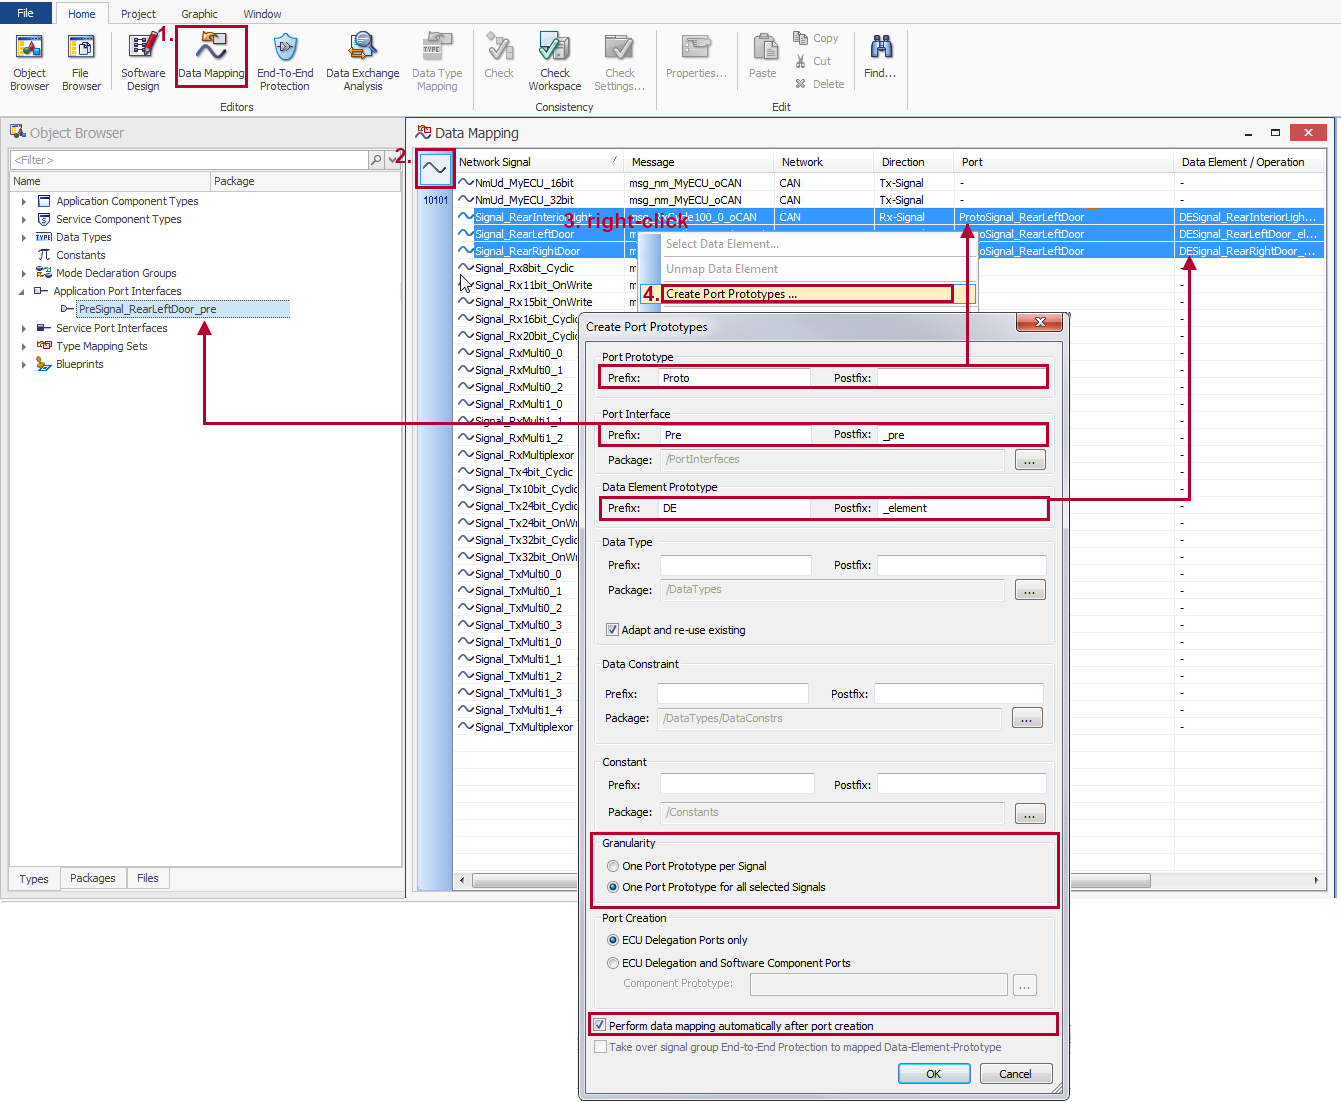 File Home Project Graphic Window
1.
Object Browser
File Browser
Software Design
Data Mapping
End-To-End Protection
Data Exchange Analysis
Data Type Mapping
Check
Check Workspace
Check Settings...
Properties...
Paste
Copy
Cut
Delete
Find...
Editors
Consistency
Edit
Object Browser
<Filter>
Name Package
Application Component Types
Service Component Types
Data Types
Constants
Mode Declaration Groups
Application Port Interfaces
PreSignal_RearLeftDoor_pre
Service Port Interfaces
Type Mapping Sets
Blueprints
Types Packages Files
Data Mapping
2.
10101
Network Signal Message Network Direction Port Data Element / Operation
NmUd_MyECU_16bit msg_nm_MyECU_oCAN CAN Tx-Signal - -
NmUd_MyECU_32bit msg_nm_MyECU_oCAN CAN Tx-Signal - -
CAN Rx-Signal ProtoSignal_RearLeftDoor DESignal_RearInteriorLigh...
3. right-click
Signal_RearLeftDoor DESignal_RearLeftDoor_el...
Signal_RearRightDoor DESignal_RearRightDoor_...
Signal_Rx8bit_Cyclic -
Signal_Rx11bit_OnWrite -
Signal_Rx15bit_OnWrite -
Signal_Rx16bit_Cyclic -
Signal_Rx20bit_Cyclic -
Signal_RxMulti0_0 -
Signal_RxMulti0_1 -
Signal_RxMulti0_2 -
Signal_RxMulti1_0 -
Signal_RxMulti1_1
Signal_RxMulti1_2 -
Signal_RxMultiplexor -
Signal_Tx4bit_Cyclic -
Signal_Tx10bit_Cyclic -
Signal_Tx24bit_Cyclic -
Signal_Tx24bit_OnWr -
Signal_Tx32bit_Cyclic -
Signal_Tx32bit_OnWr -
Signal_TxMulti0_0 -
Signal_TxMulti0_1 -
Signal_TxMulti0_2 -
Signal_TxMulti0_3 -
Signal_TxMulti1_0 -
Signal_TxMulti1_1 -
Signal_TxMulti1_2 -
Signal_TxMulti1_3 -
Signal_TxMulti1_4 -
Signal_TxMultiplexor -
Select Data Element...
Unmap Data Element
4. Create Port Prototypes ...
Create Port Prototypes
Port Prototype
Prefix: Proto Postfix:
Port Interface
Prefix: Pre Postfix: _pre
Package: /PortInterfaces ...
Data Element Prototype
Prefix: DE Postfix: _element
Data Type
Prefix: Postfix:
Package: /DataTypes ...
Adapt and re-use existing
Data Constraint
Prefix: Postfix:
Package: /DataTypes/DataConstrs ...
Constant
Prefix: Postfix:
Package: /Constants ...
Granularity
One Port Prototype per Signal
One Port Prototype for all selected Signals
Port Creation
ECU Delegation Ports only
ECU Delegation and Software Component Ports
Component Prototype: ...
Perform data mapping automatically after port creation
Take over signal group End-to-End Protection to mapped Data-Element-Prototype
OK Cancel